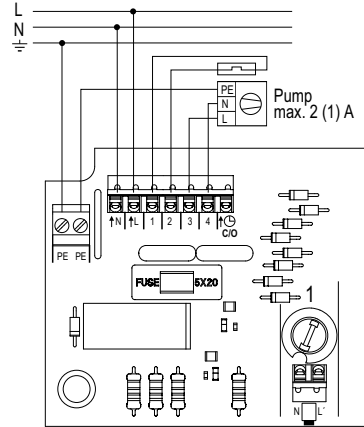 L
N
PE
N
L
Pump
max. 2 (1) A
↑N ↑L 1 2 3 4 ↑
C/O
PE PE
FUSE 5X20
1
N L'